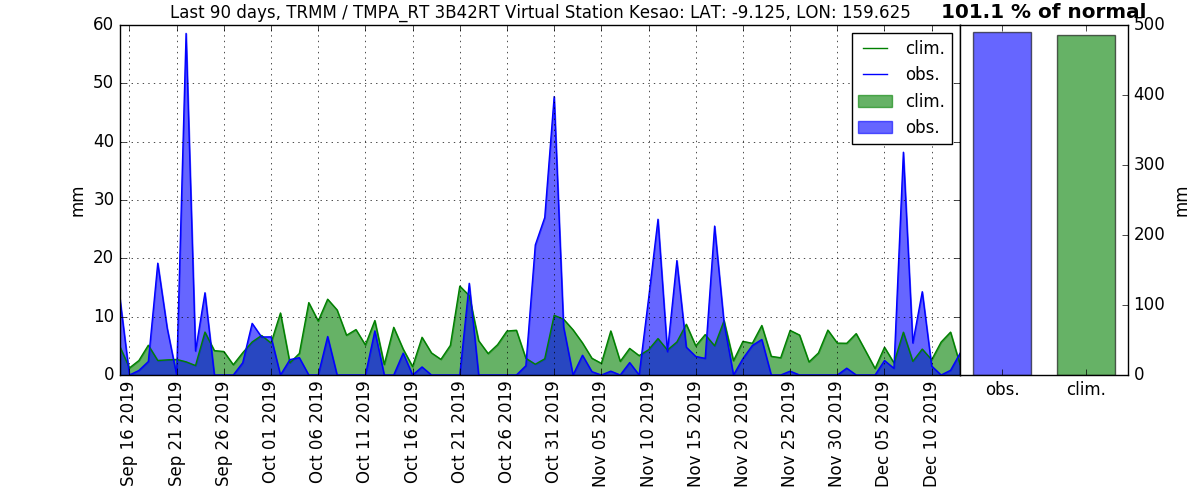 Last 90 days, TRMM / TMPA_RT 3B42RT Virtual Station Kesao: LAT: -9.125, LON: 159.625
101.1 % of normal
60
50
40
30
20
10
0
mm
clim.
obs.
clim.
obs.
Sep 16 2019
Sep 21 2019
Sep 26 2019
Oct 01 2019
Oct 06 2019
Oct 11 2019
Oct 16 2019
Oct 21 2019
Oct 26 2019
Oct 31 2019
Nov 05 2019
Nov 10 2019
Nov 15 2019
Nov 20 2019
Nov 25 2019
Nov 30 2019
Dec 05 2019
Dec 10 2019
500
400
300
200
100
0
mm
obs.
clim.